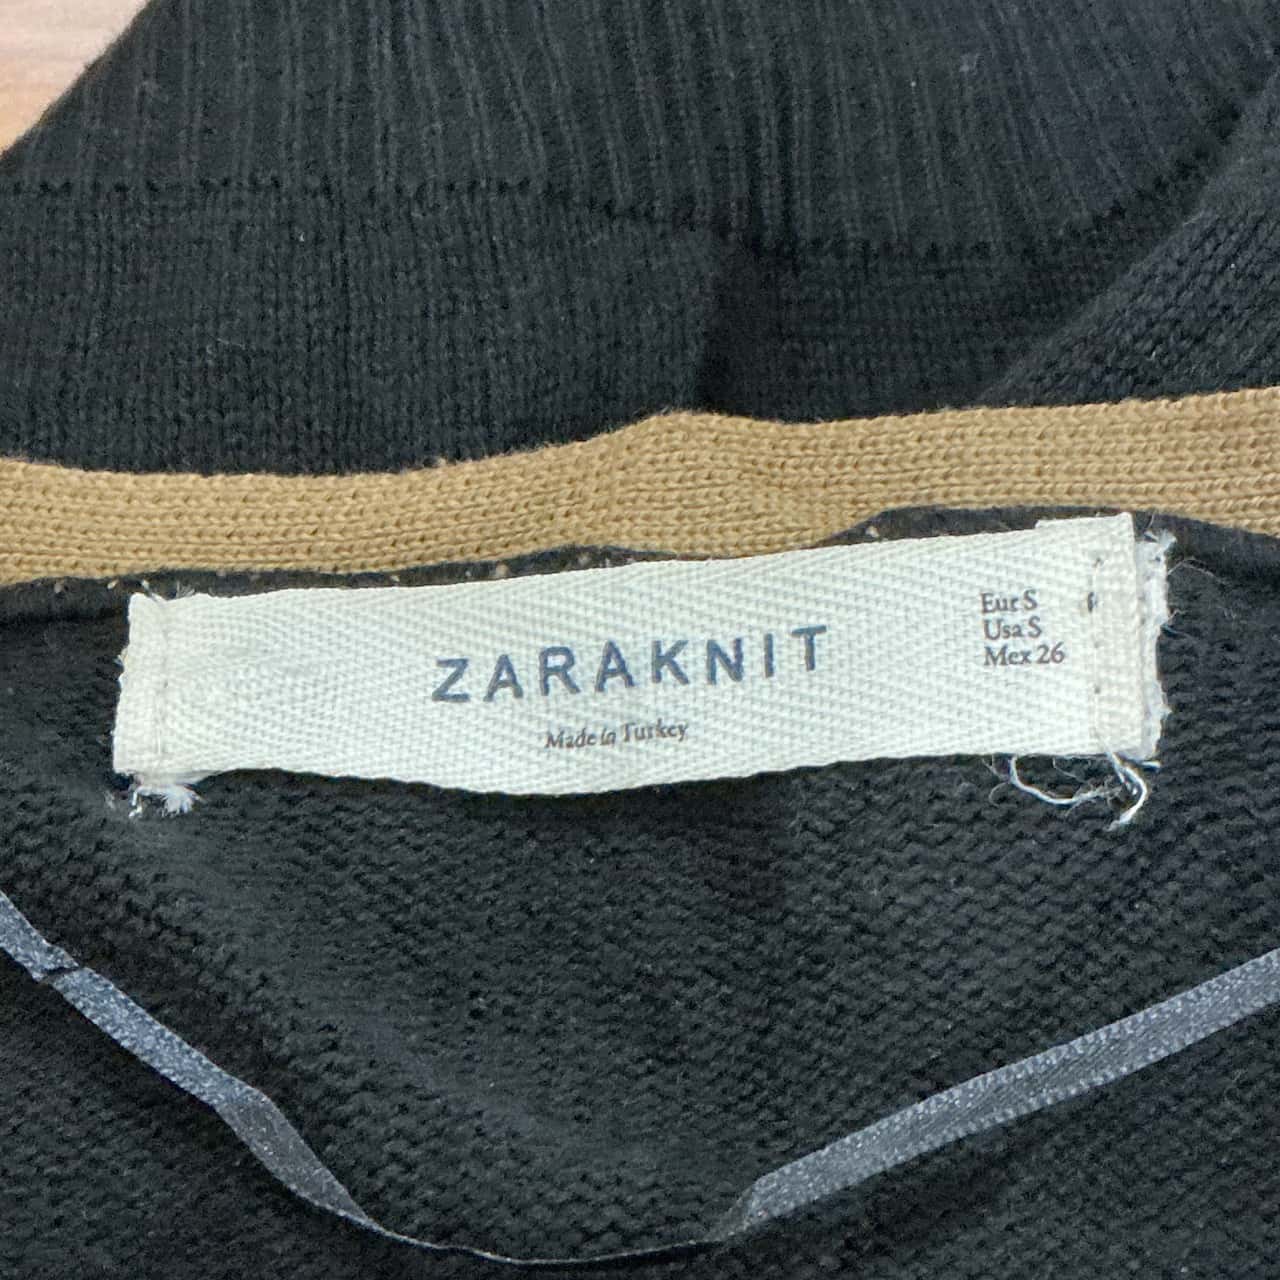 ZARAKNIT
Made in Turkey
Eur S
Usa S
Mex 26